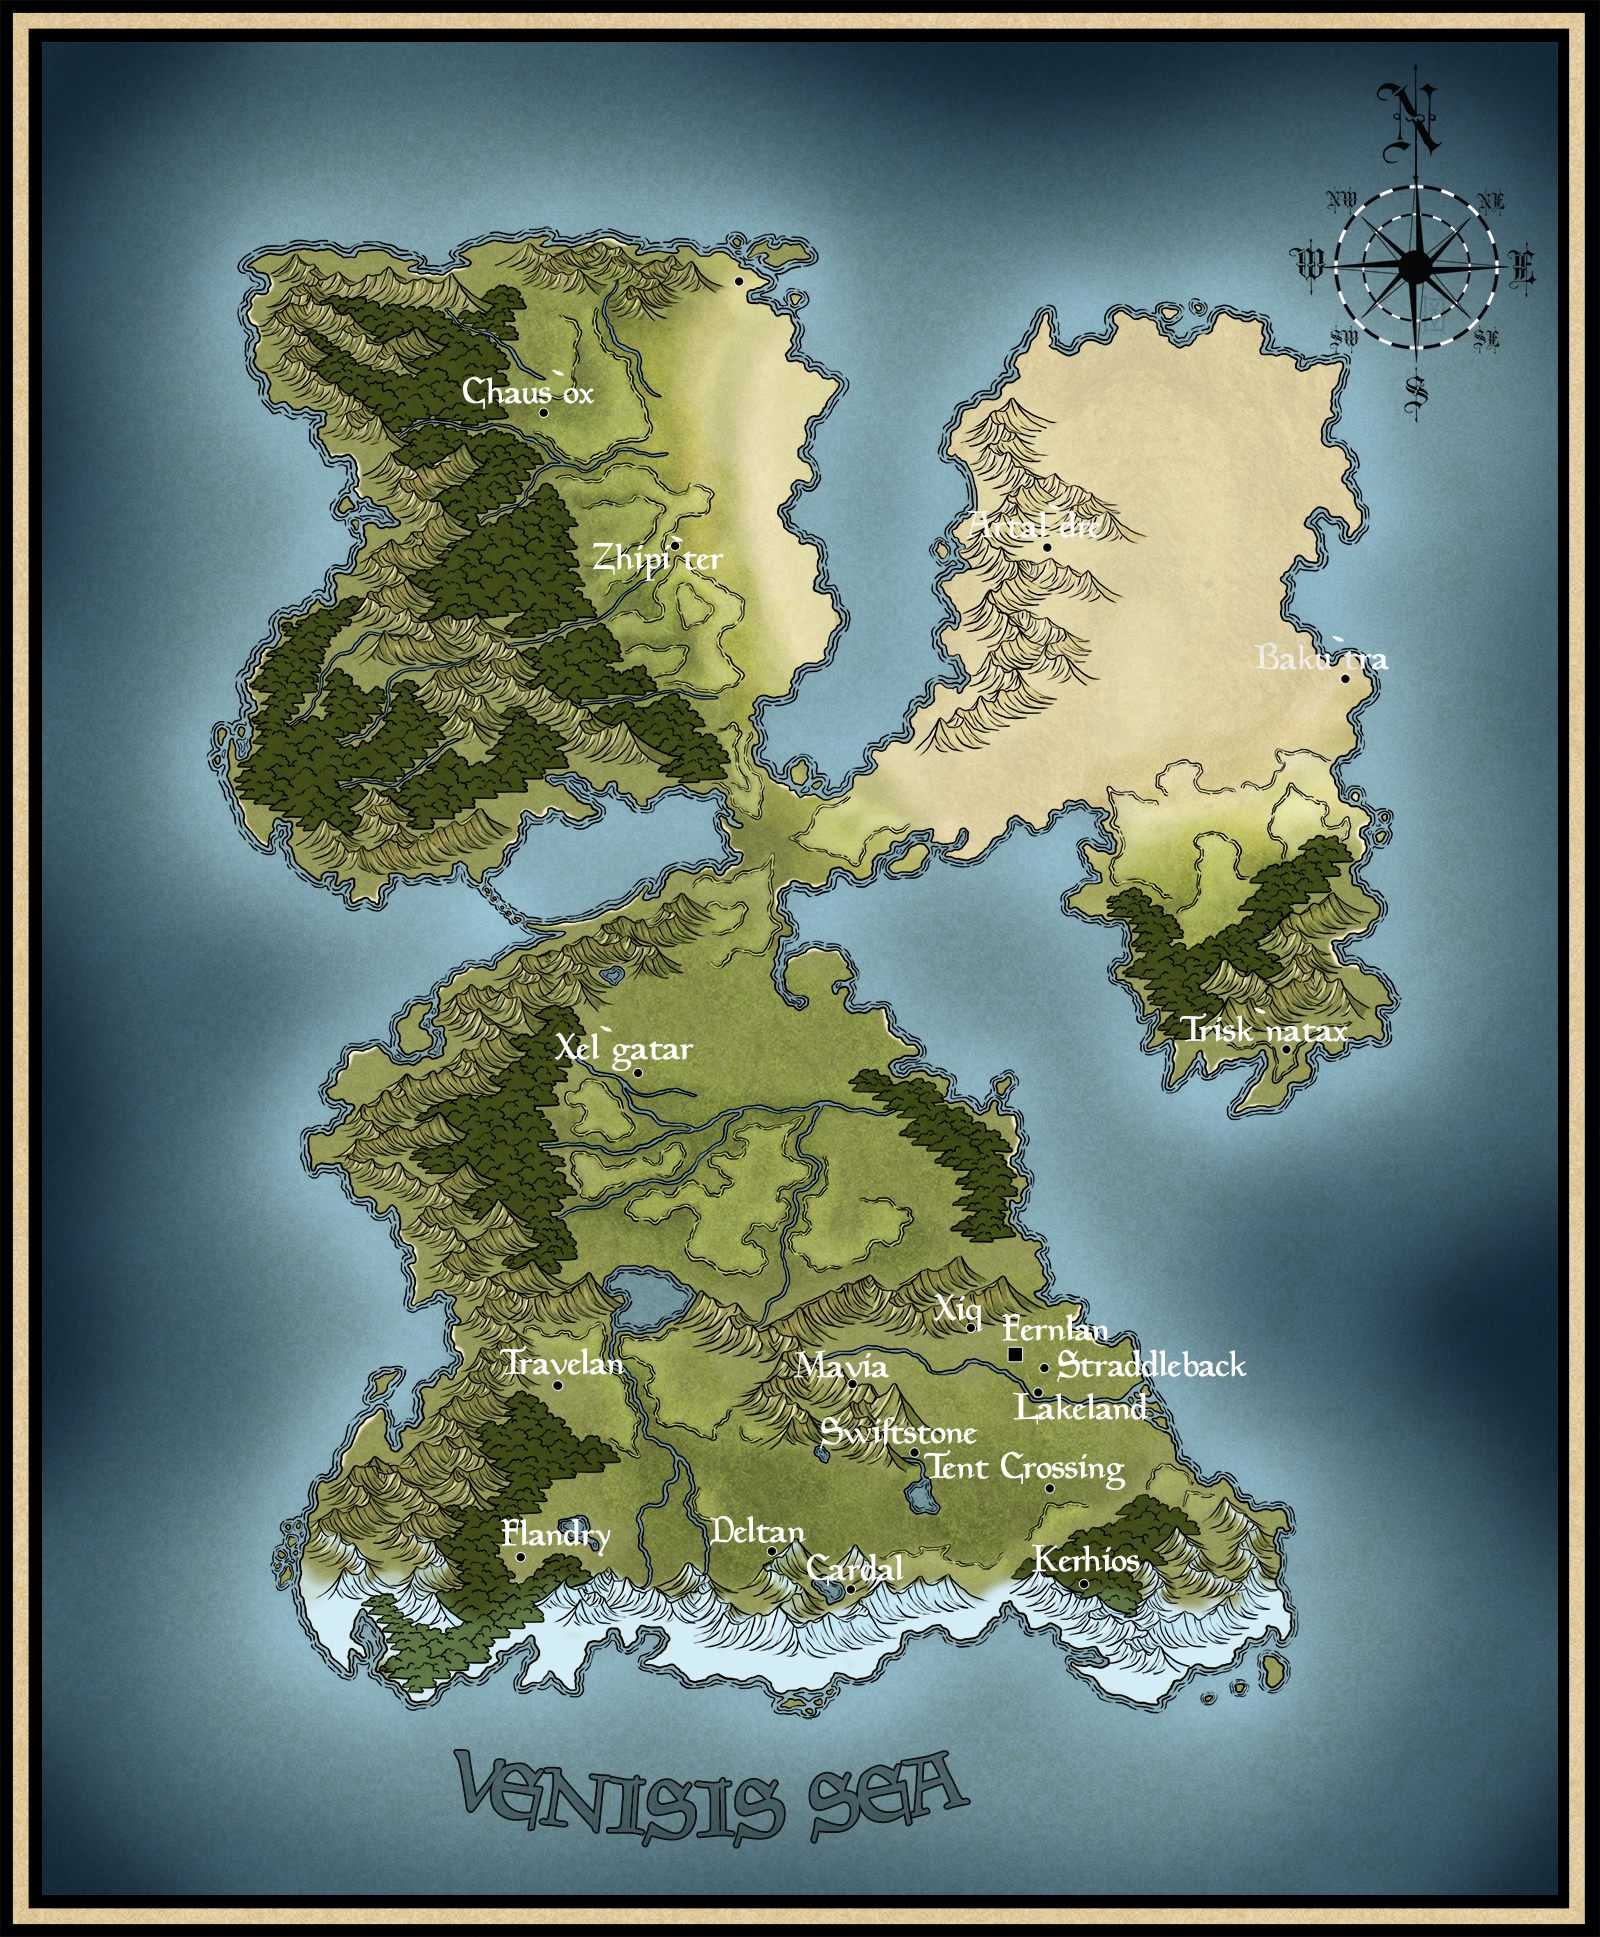 N
NW
NE
W
E
SW
SE
S
Chaus`ox
Artal`dre
Zhipi`ter
Baku`tra
Trisk`natax
Xel`gatar
Xiq
Fernlan
Travelan
Mavia
Straddleback
Lakeland
Swiftstone
Tent Crossing
Flandry
Deltan
Cardal
Kerhios
VENISIS SEA